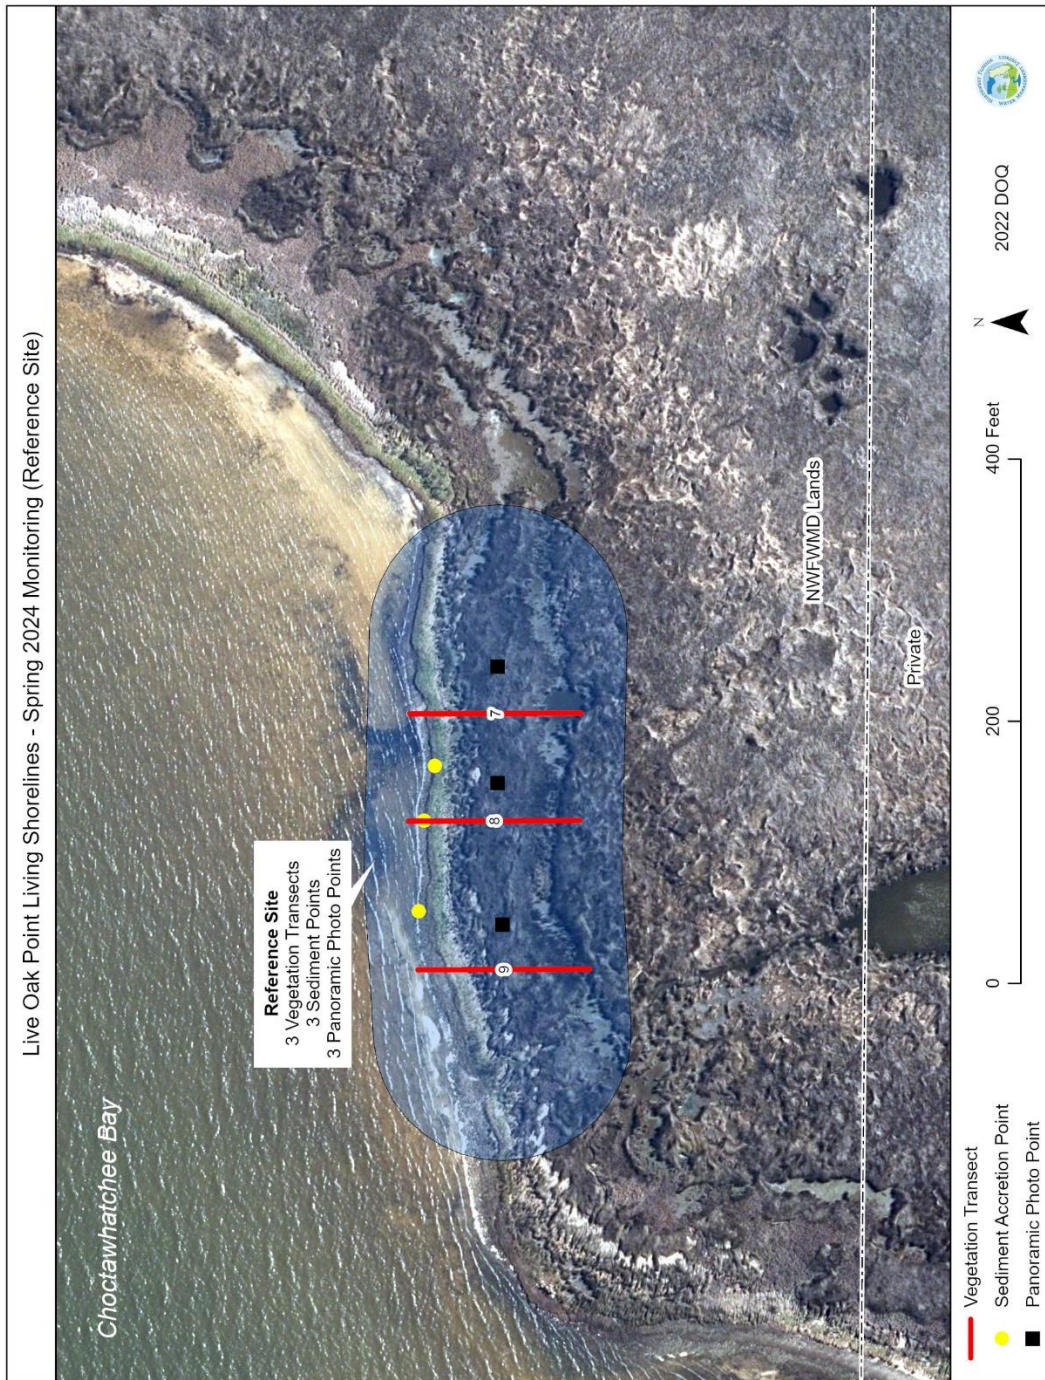 Live Oak Point Living Shorelines - Spring 2024 Monitoring (Reference Site)
Choctawhatchee Bay
Reference Site
3 Vegetation Transects
3 Sediment Points
3 Panoramic Photo Points
9
8
7
NWFWMD Lands
Private
Vegetation Transect
Sediment Accretion Point
Panoramic Photo Point
0
200
400 Feet
N
2022 DOQ